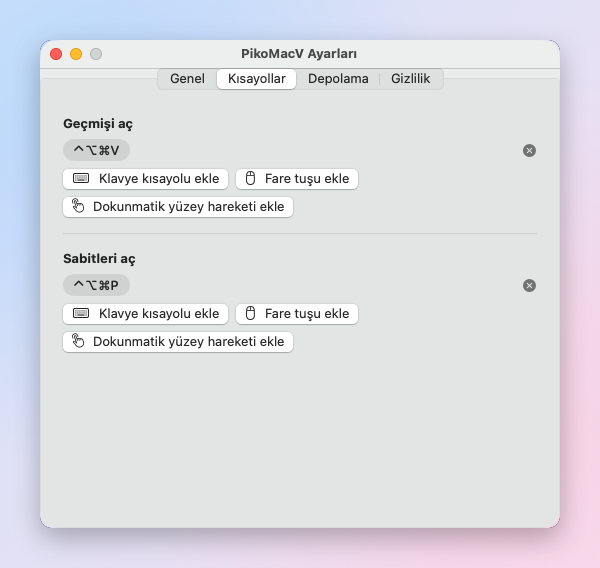 PikoMacV Ayarları
Genel Kısayollar Depolama Gizlilik
Geçmişi aç
⌃⌥⌘V
Klavye kısayolu ekle Fare tuşu ekle
Dokunmatik yüzey hareketi ekle
Sabitleri aç
⌃⌥⌘P
Klavye kısayolu ekle Fare tuşu ekle
Dokunmatik yüzey hareketi ekle